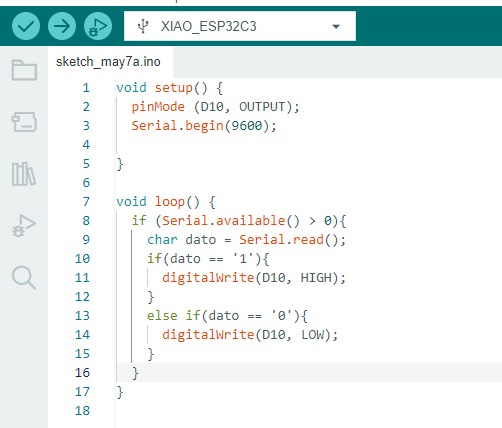 XIAO_ESP32C3
sketch_may7a.ino
1 void setup() {
2 pinMode (D10, OUTPUT);
3 Serial.begin(9600);
4
5 }
6
7 void loop() {
8 if (Serial.available() > 0){
9 char dato = Serial.read();
10 if(dato == '1'){
11 digitalWrite(D10, HIGH);
12 }
13 else if(dato == '0'){
14 digitalWrite(D10, LOW);
15 }
16 }
17 }
18